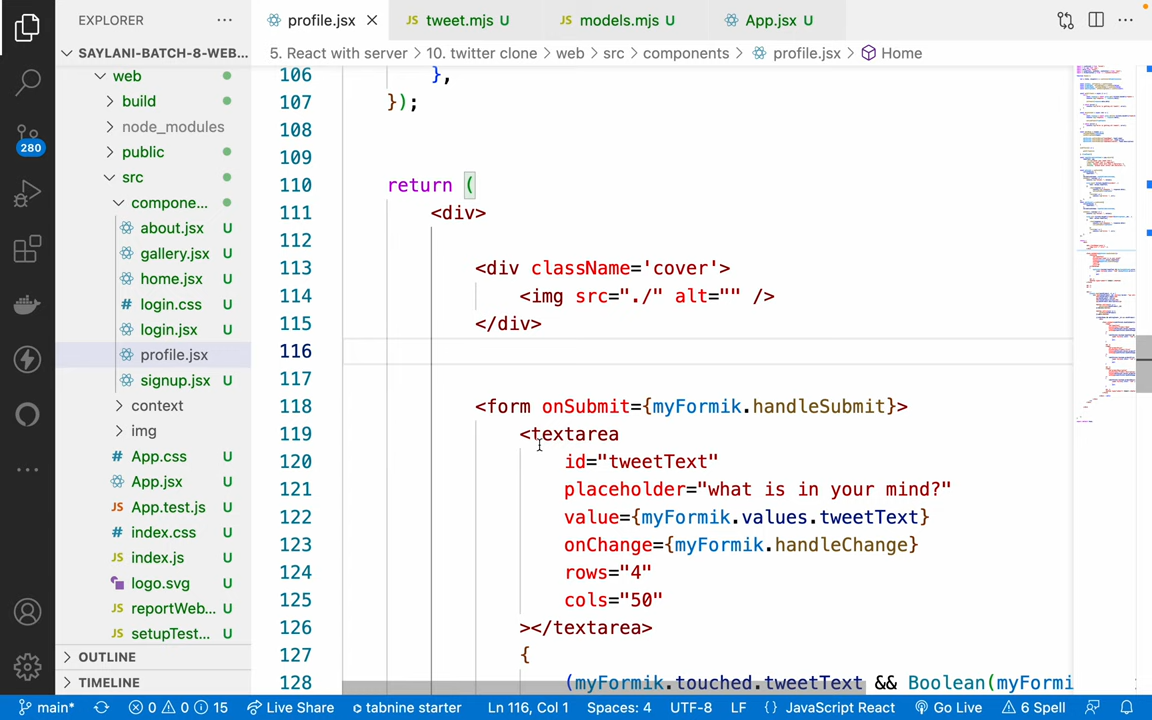 EXPLORER
profile.jsx
JS tweet.mjs U
JS models.mjs U
App.jsx U
SAYLANI-BATCH-8-WEB...
5. React with server > 10. twitter clone > web > src > components > profile.jsx > Home
web
build
node_modules
public
src
compone...
about.jsx U
gallery.jsx U
home.jsx U
# login.css U
login.jsx U
profile.jsx
signup.jsx U
context
img
# App.css U
App.jsx U
JS App.test.js U
# index.css U
JS index.js U
logo.svg U
JS reportWeb... U
JS setupTest... U
OUTLINE
TIMELINE
280
106 },
107 });
108
109
110 return (
111 <div>
112
113 <div className='cover'>
114 <img src="./" alt="" />
115 </div>
116
117
118 <form onSubmit={myFormik.handleSubmit}>
119 <textarea
120 id="tweetText"
121 placeholder="what is in your mind?"
122 value={myFormik.values.tweetText}
123 onChange={myFormik.handleChange}
124 rows="4"
125 cols="50"
126 ></textarea>
127 {
128 (myFormik.touched.tweetText && Boolean(myFormi
main* 0 0 15 Live Share tabnine starter Ln 116, Col 1 Spaces: 4 UTF-8 LF {} JavaScript React Go Live 6 Spell